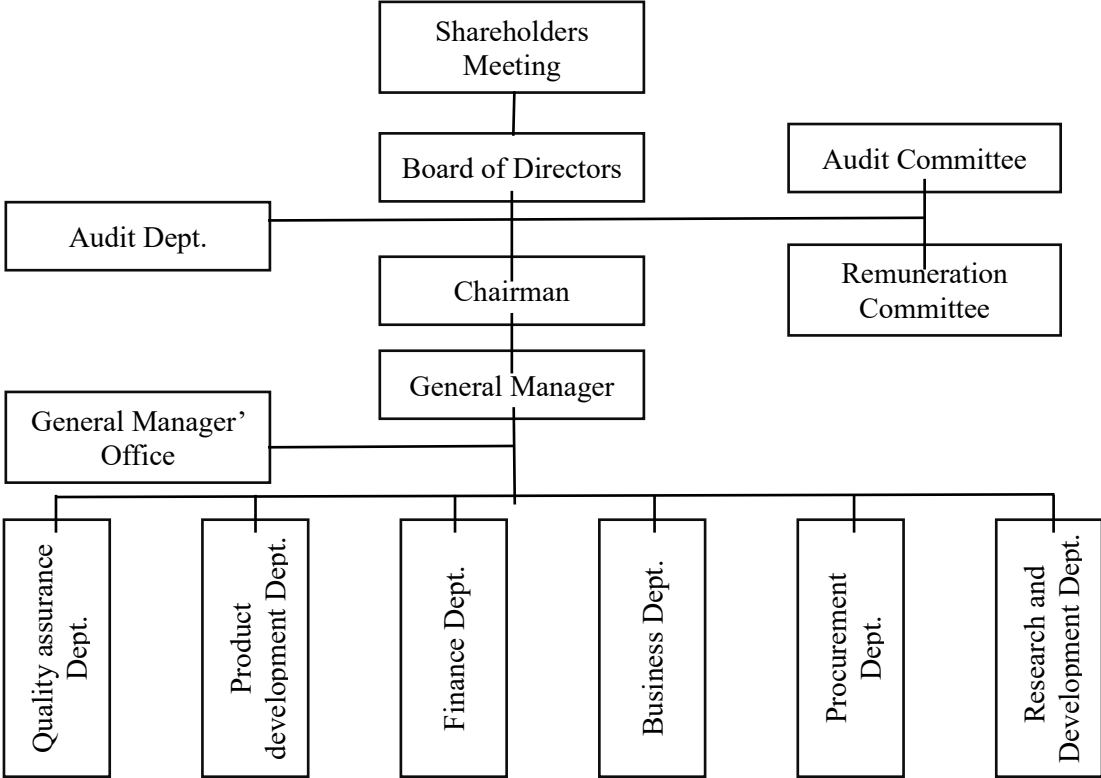 Shareholders
Meeting
Board of Directors
Audit Committee
Audit Dept.
Chairman
Remuneration
Committee
General Manager
General Manager’
Office
Quality assurance
Dept.
Product
development Dept.
Finance Dept.
Business Dept.
Procurement
Dept.
Research and
Development Dept.